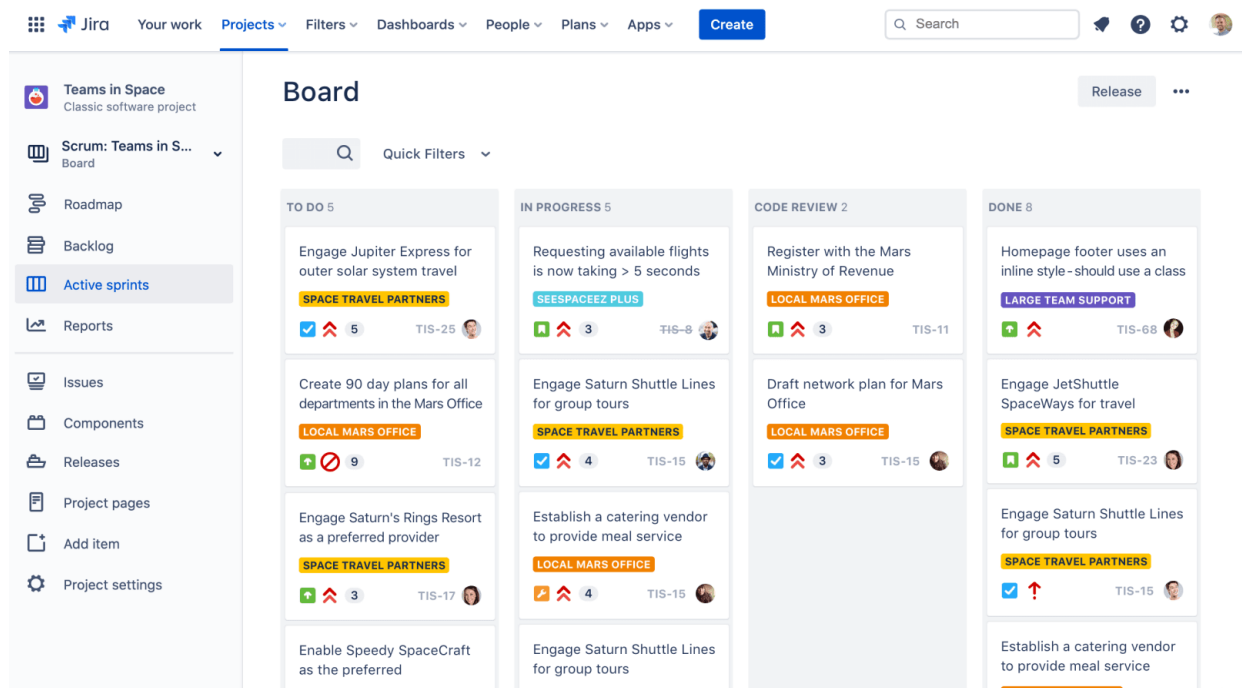 Jira
Your work
Projects
Filters
Dashboards
People
Plans
Apps
Create
Search
Teams in Space
Classic software project
Scrum: Teams in S...
Board
Roadmap
Backlog
Active sprints
Reports
Issues
Components
Releases
Project pages
Add item
Project settings
Board
Release
Quick Filters
TO DO 5
Engage Jupiter Express for
outer solar system travel
SPACE TRAVEL PARTNERS
5
TIS-25
Create 90 day plans for all
departments in the Mars Office
LOCAL MARS OFFICE
9
TIS-12
Engage Saturn's Rings Resort
as a preferred provider
SPACE TRAVEL PARTNERS
3
TIS-17
Enable Speedy SpaceCraft
as the preferred
IN PROGRESS 5
Requesting available flights
is now taking > 5 seconds
SEESPACEEZ PLUS
3
TIS-8
Engage Saturn Shuttle Lines
for group tours
SPACE TRAVEL PARTNERS
4
TIS-15
Establish a catering vendor
to provide meal service
LOCAL MARS OFFICE
4
TIS-15
Engage Saturn Shuttle Lines
for group tours
CODE REVIEW 2
Register with the Mars
Ministry of Revenue
LOCAL MARS OFFICE
3
TIS-11
Draft network plan for Mars
Office
LOCAL MARS OFFICE
3
TIS-15
DONE 8
Homepage footer uses an
inline style-should use a class
LARGE TEAM SUPPORT
TIS-68
Engage JetShuttle
SpaceWays for travel
SPACE TRAVEL PARTNERS
5
TIS-23
Engage Saturn Shuttle Lines
for group tours
SPACE TRAVEL PARTNERS
TIS-15
Establish a catering vendor
to provide meal service